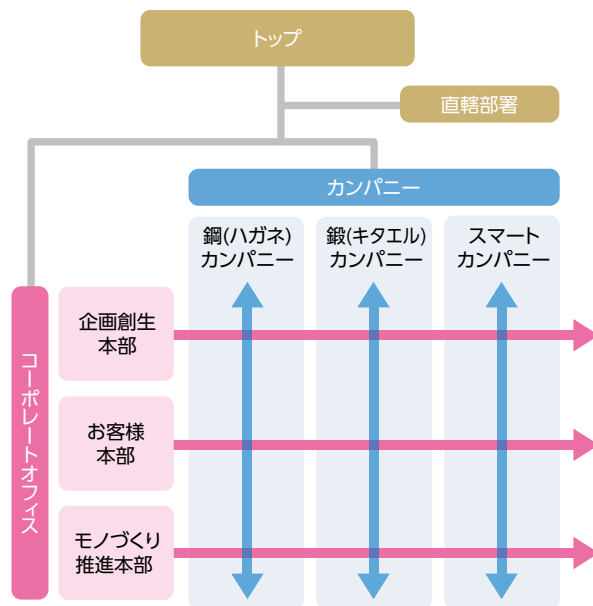 トップ
直轄部署
カンパニー
鋼(ハガネ)
カンパニー
鍛(キタエル)
カンパニー
スマート
カンパニー
コーポレートオフィス
企画創生
本部
お客様
本部
モノづくり
推進本部